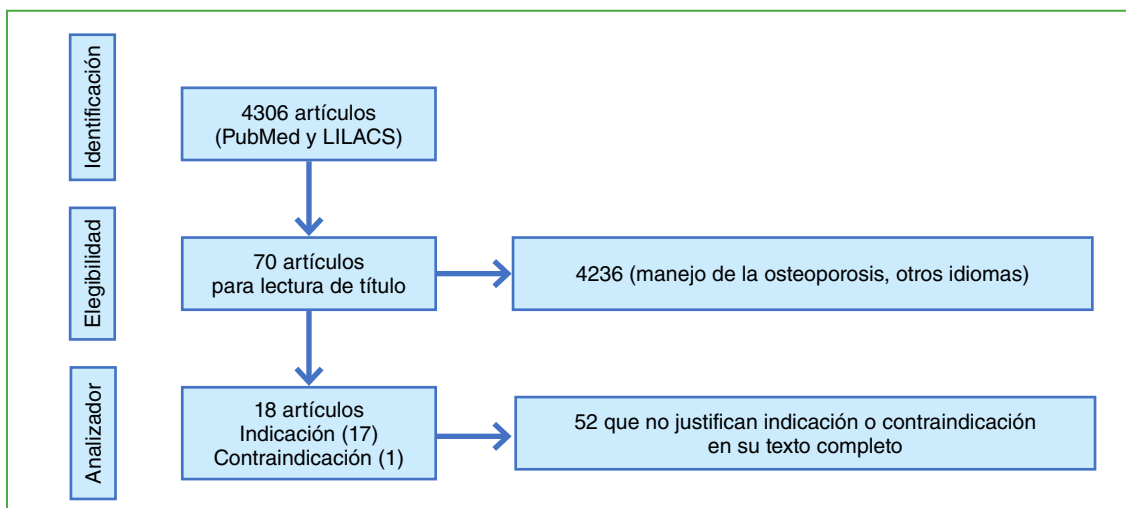 Identificación
4306 artículos
(PubMed y LILACS)
Elegibilidad
70 artículos
para lectura de título
4236 (manejo de la osteoporosis, otros idiomas)
Analizador
18 artículos
Indicación (17)
Contraindicación (1)
52 que no justifican indicación o contraindicación
en su texto completo